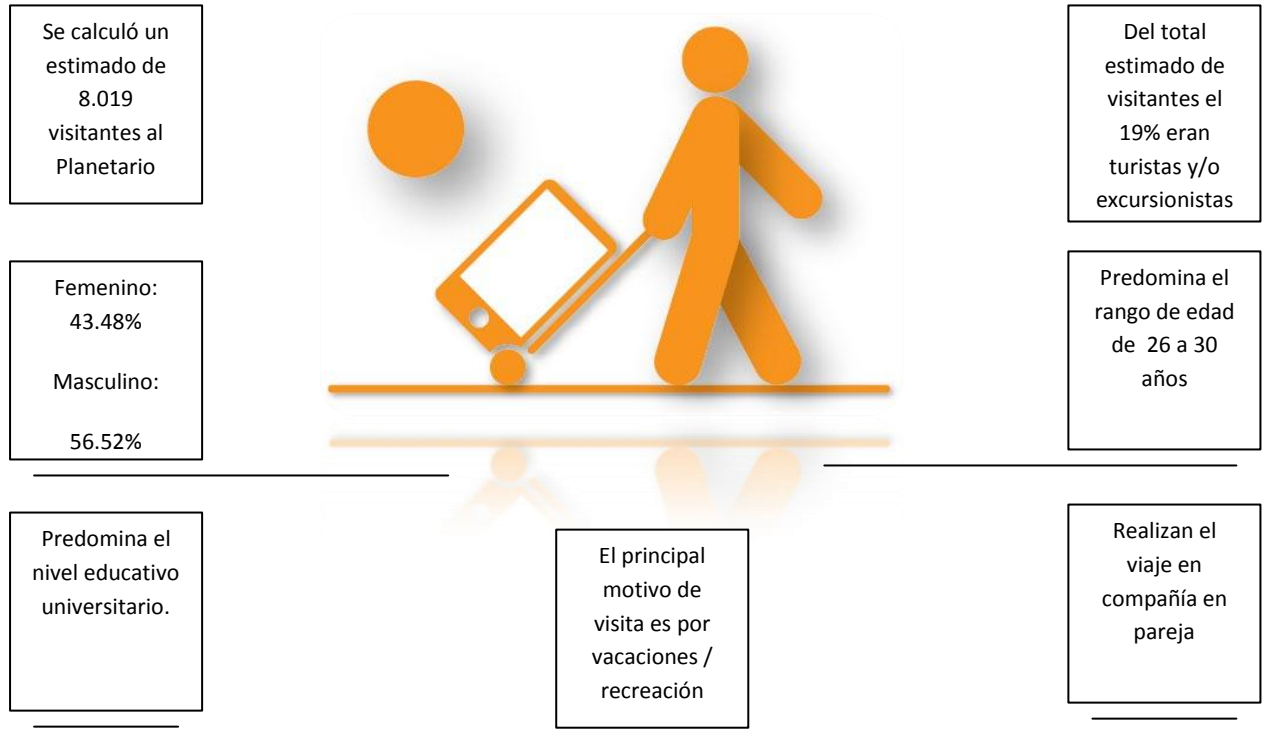 Se calculó un
estimado de
8.019
visitantes al
Planetario
Del total
estimado de
visitantes el
19% eran
turistas y/o
excursionistas
Femenino:
43.48%
Masculino:
56.52%
Predomina el
rango de edad
de 26 a 30
años
Predomina el
nivel educativo
universitario.
El principal
motivo de
visita es por
vacaciones /
recreación
Realizan el
viaje en
compañía en
pareja